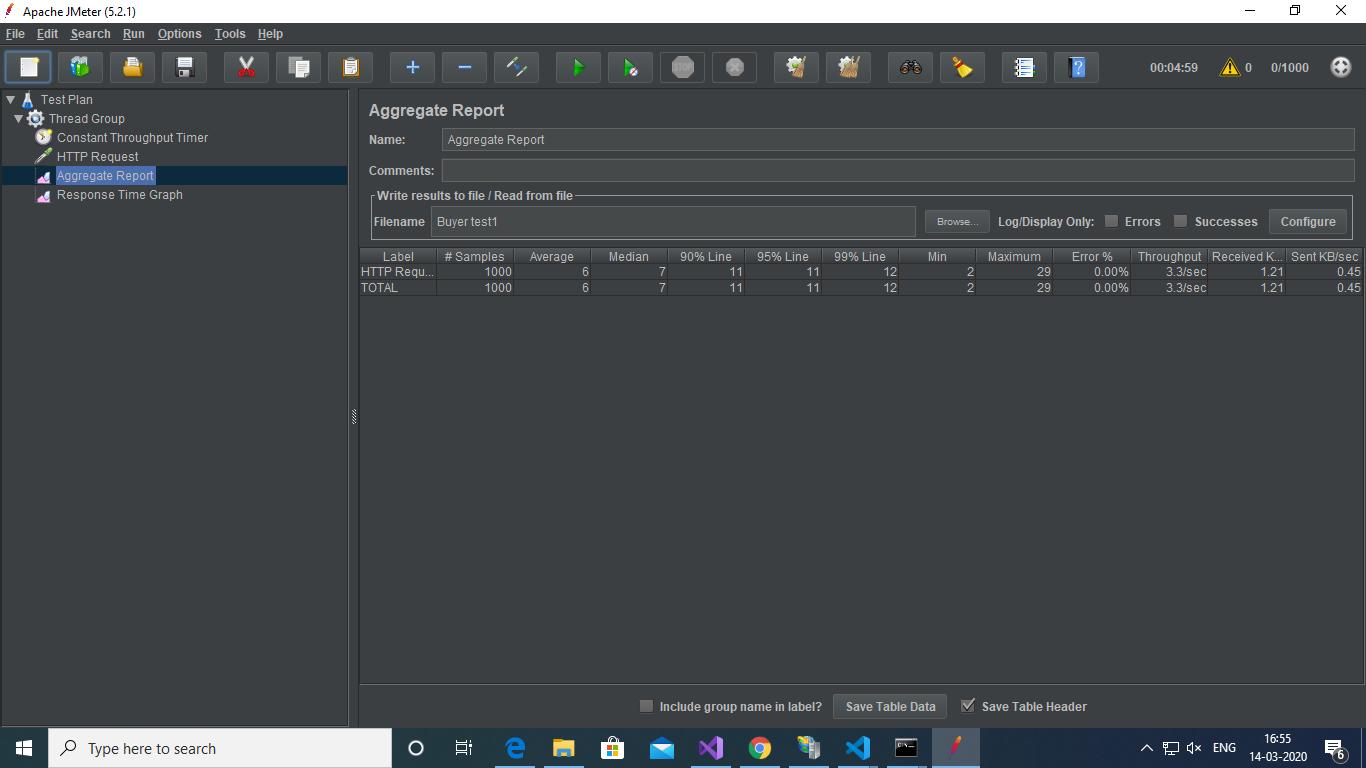 Apache JMeter (5.2.1)
File Edit Search Run Options Tools Help
STOP 00:04:59 0 0/1000
Test Plan
Thread Group
Constant Throughput Timer
HTTP Request
Aggregate Report
Response Time Graph
Aggregate Report
Name: Aggregate Report
Comments:
Write results to file / Read from file
Filename Buyer test1 Browse... Log/Display Only: Errors Successes Configure
Label # Samples Average Median 90% Line 95% Line 99% Line Min Maximum Error % Throughput Received K... Sent KB/sec
HTTP Requ... 1000 6 7 11 11 12 2 29 0.00% 3.3/sec 1.21 0.45
TOTAL 1000 6 7 11 11 12 2 29 0.00% 3.3/sec 1.21 0.45
Include group name in label? Save Table Data Save Table Header
Type here to search
ENG
16:55
14-03-2020
6